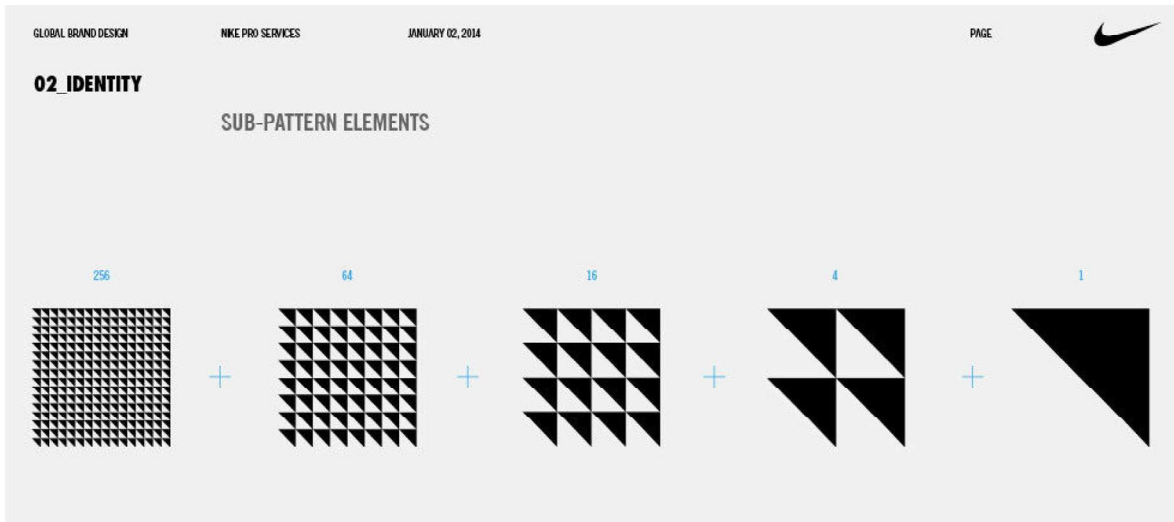 GLOBAL BRAND DESIGN
NIKE PRO SERVICES
JANUARY 02, 2014
PAGE
02_IDENTITY
SUB-PATTERN ELEMENTS
256
64
16
4
1